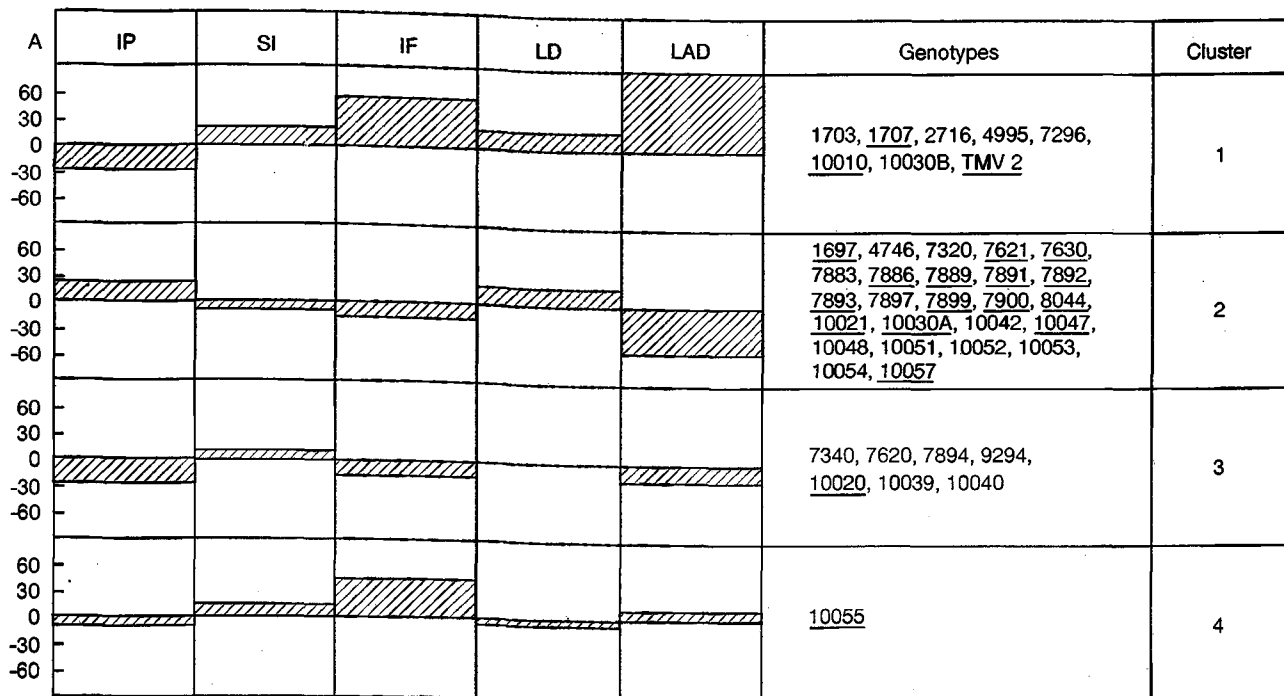 A IP SI IF LD LAD Genotypes Cluster
60
30
0
-30
-60
1703, 1707, 2716, 4995, 7296,
10010, 10030B, TMV 2
1
60
30
0
-30
-60
1697, 4746, 7320, 7621, 7630,
7883, 7886, 7889, 7891, 7892,
7893, 7897, 7899, 7900, 8044,
10021, 10030A, 10042, 10047,
10048, 10051, 10052, 10053,
10054, 10057
2
60
30
0
-30
-60
7340, 7620, 7894, 9294,
10020, 10039, 10040
3
60
30
0
-30
-60
10055
4